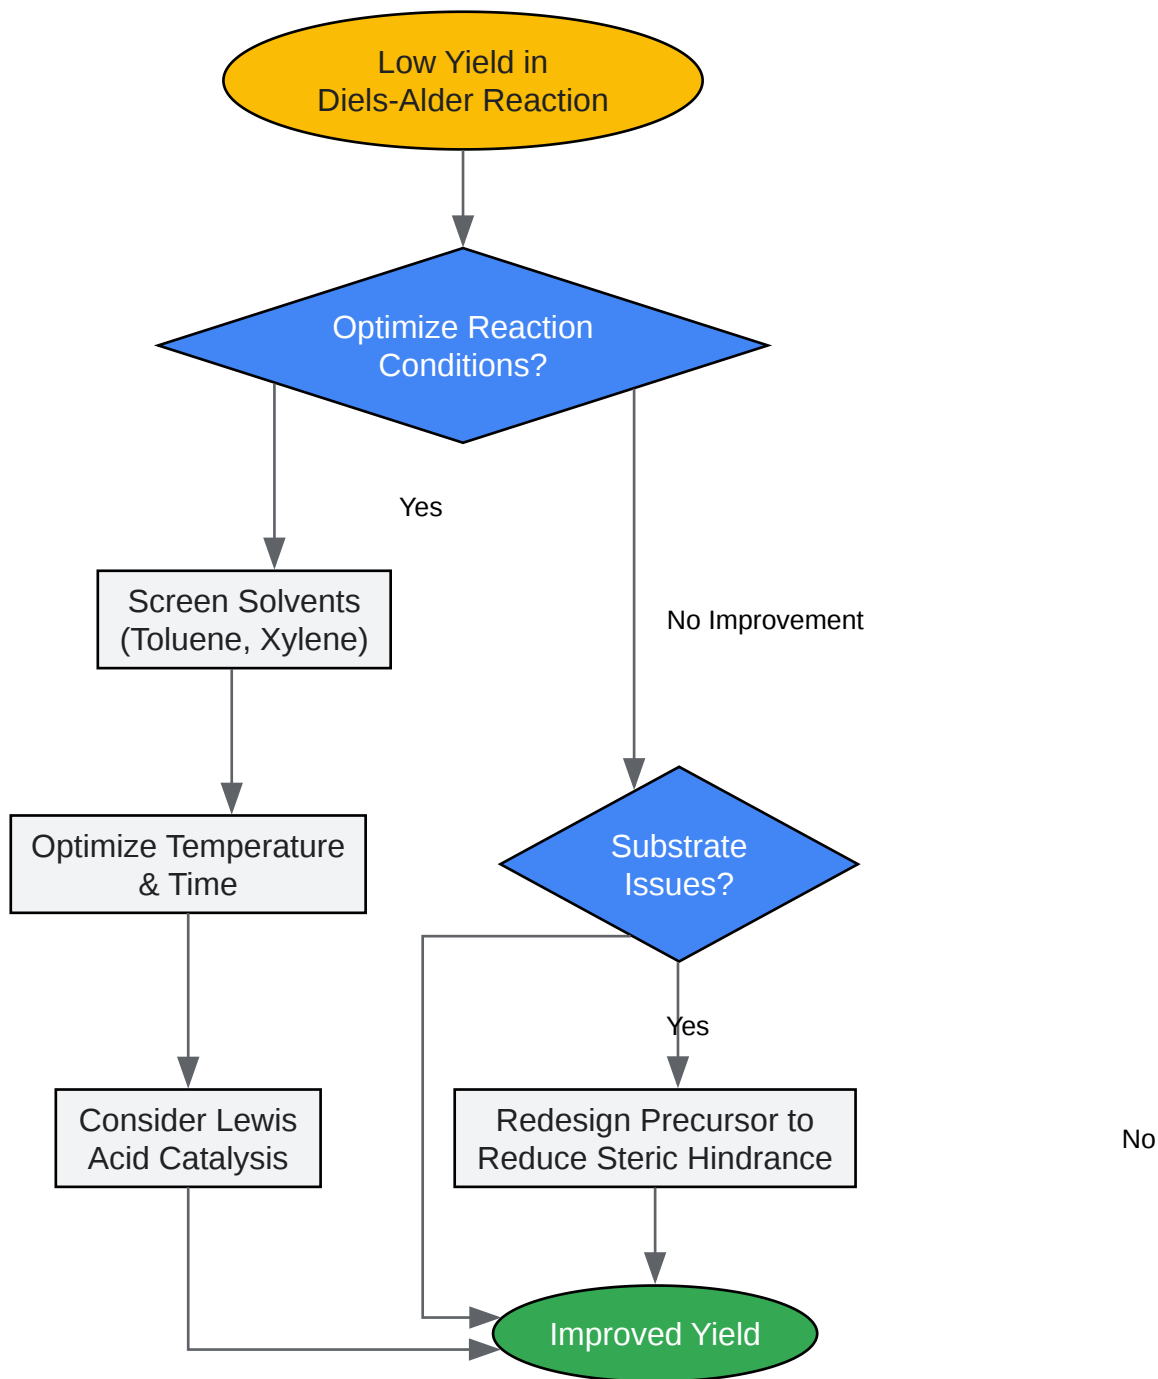 Low Yield in
Diels-Alder Reaction
Optimize Reaction
Conditions?
Yes
Screen Solvents
(Toluene, Xylene)
No Improvement
Optimize Temperature
& Time
Substrate
Issues?
Yes
Consider Lewis
Acid Catalysis
Redesign Precursor to
Reduce Steric Hindrance
No
Improved Yield